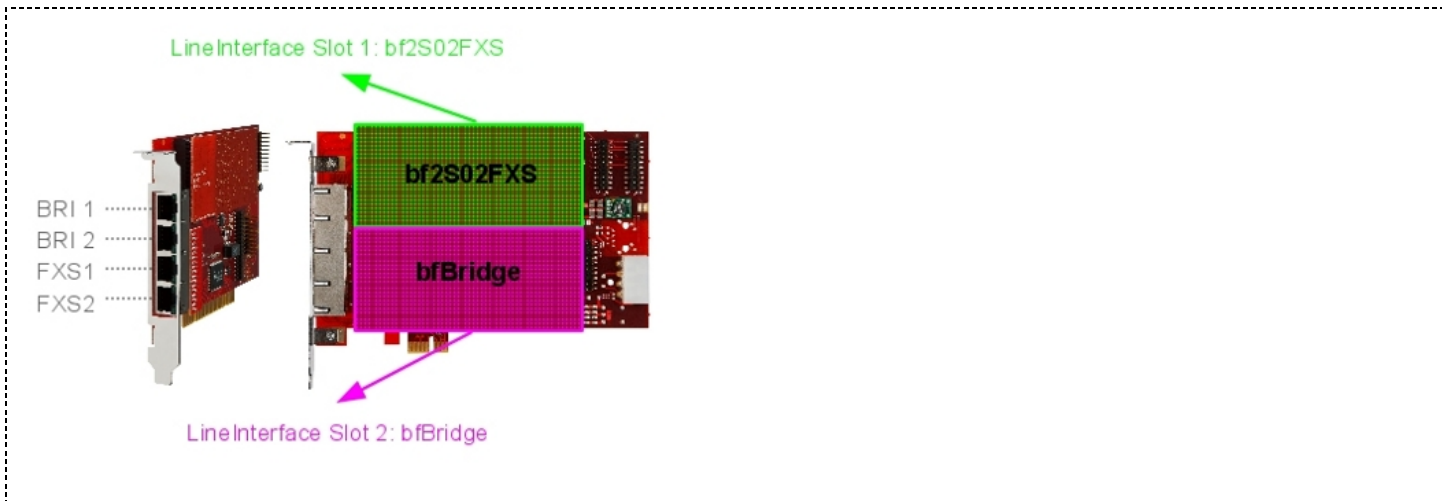 LineInterface Slot 1: bf2S02FXS
bf2S02FXS
BRI 1
BRI 2
FXS1
FXS2
bfBridge
LineInterface Slot 2: bfBridge